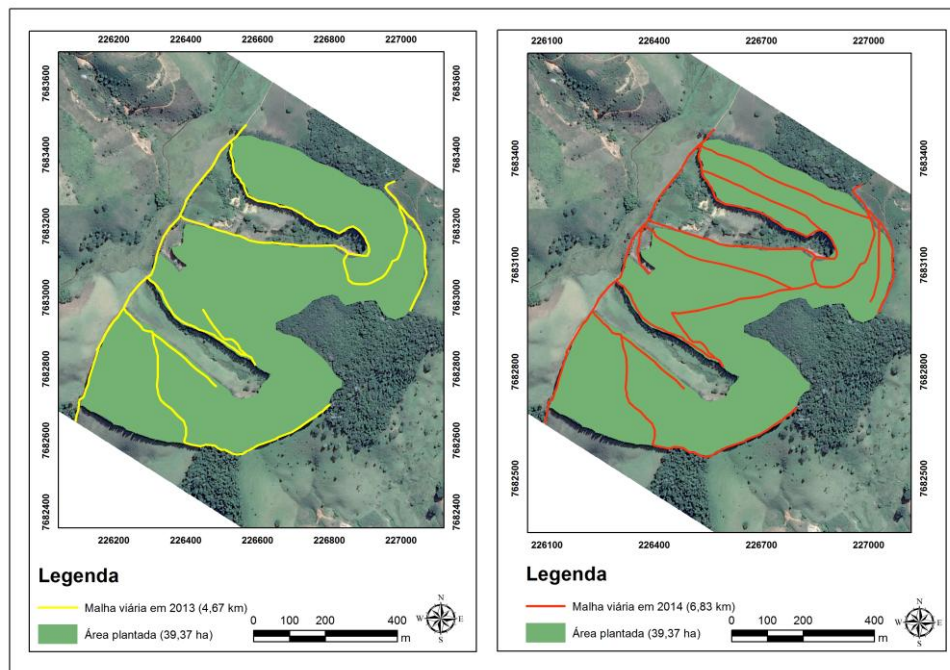 226200 226400 226600 226800 227000
7683600
7683400
7683200
7683000
7682800
7682600
7682400
7683600
7683400
7683200
7683000
7682800
7682600
7682400
226200 226400 226600 226800 227000
Legenda
Malha viária em 2013 (4,67 km)
Área plantada (39,37 ha)
0 100 200 400
m
N
W E
S
226100 226400 226700 227000
7683400
7683100
7682800
7682500
7683400
7683100
7682800
7682500
226100 226400 226700 227000
Legenda
Malha viária em 2014 (6,83 km)
Área plantada (39,37 ha)
0 100 200 400
m
N
W E
S